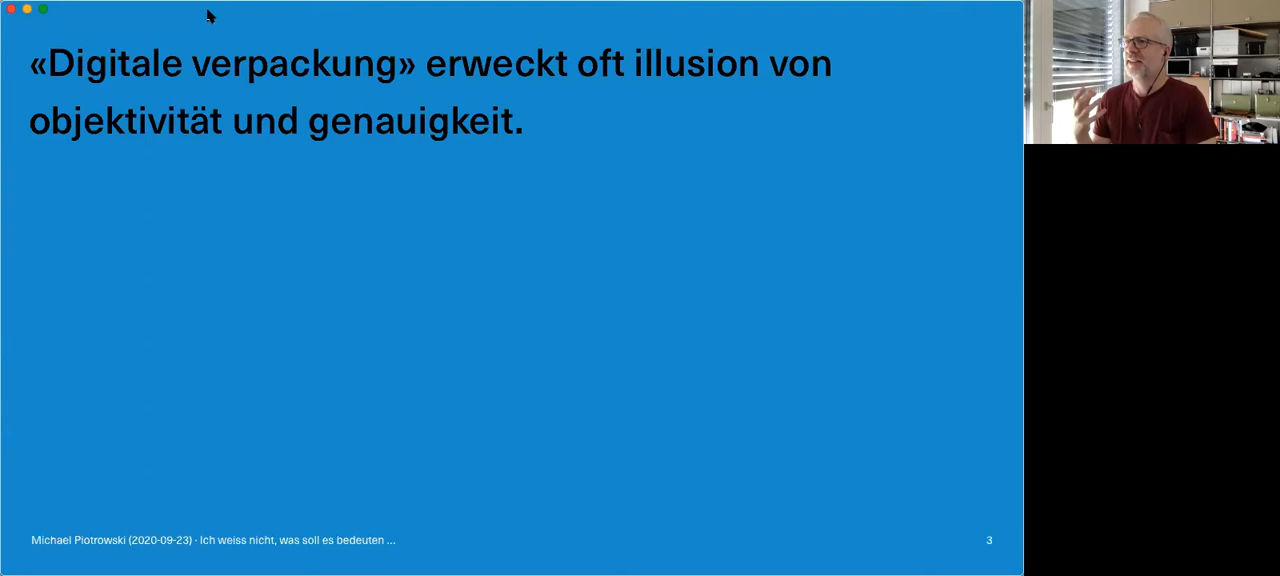 «Digitale verpackung» erweckt oft illusion von
objektivität und genauigkeit.
Michael Piotrowski (2020-09-23) · Ich weiss nicht, was soll es bedeuten …
3